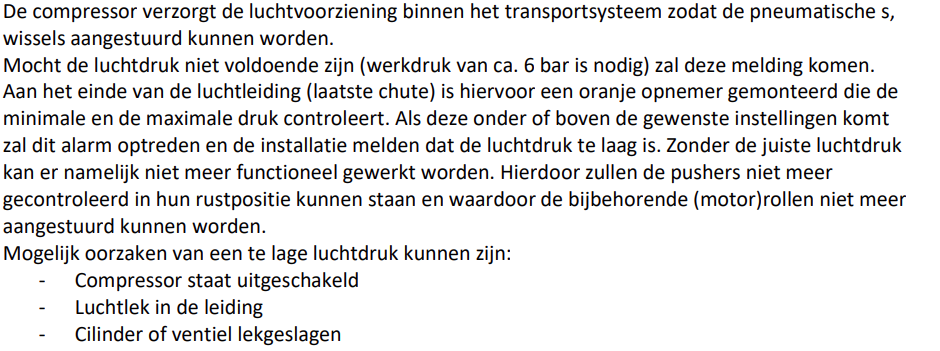 De compressor verzorgt de luchtvoorziening binnen het transportsysteem zodat de pneumatische s,
wissels aangestuurd kunnen worden.
Mocht de luchtdruk niet voldoende zijn (werkdruk van ca. 6 bar is nodig) zal deze melding komen.
Aan het einde van de luchtleiding (laatste chute) is hiervoor een oranje opnemer gemonteerd die de
minimale en de maximale druk controleert. Als deze onder of boven de gewenste instellingen komt
zal dit alarm optreden en de installatie melden dat de luchtdruk te laag is. Zonder de juiste luchtdruk
kan er namelijk niet meer functioneel gewerkt worden. Hierdoor zullen de pushers niet meer
gecontroleerd in hun rustpositie kunnen staan en waardoor de bijbehorende (motor)rollen niet meer
aangestuurd kunnen worden.
Mogelijk oorzaken van een te lage luchtdruk kunnen zijn:
- Compressor staat uitgeschakeld
- Luchtlek in de leiding
- Cilinder of ventiel lekgeslagen